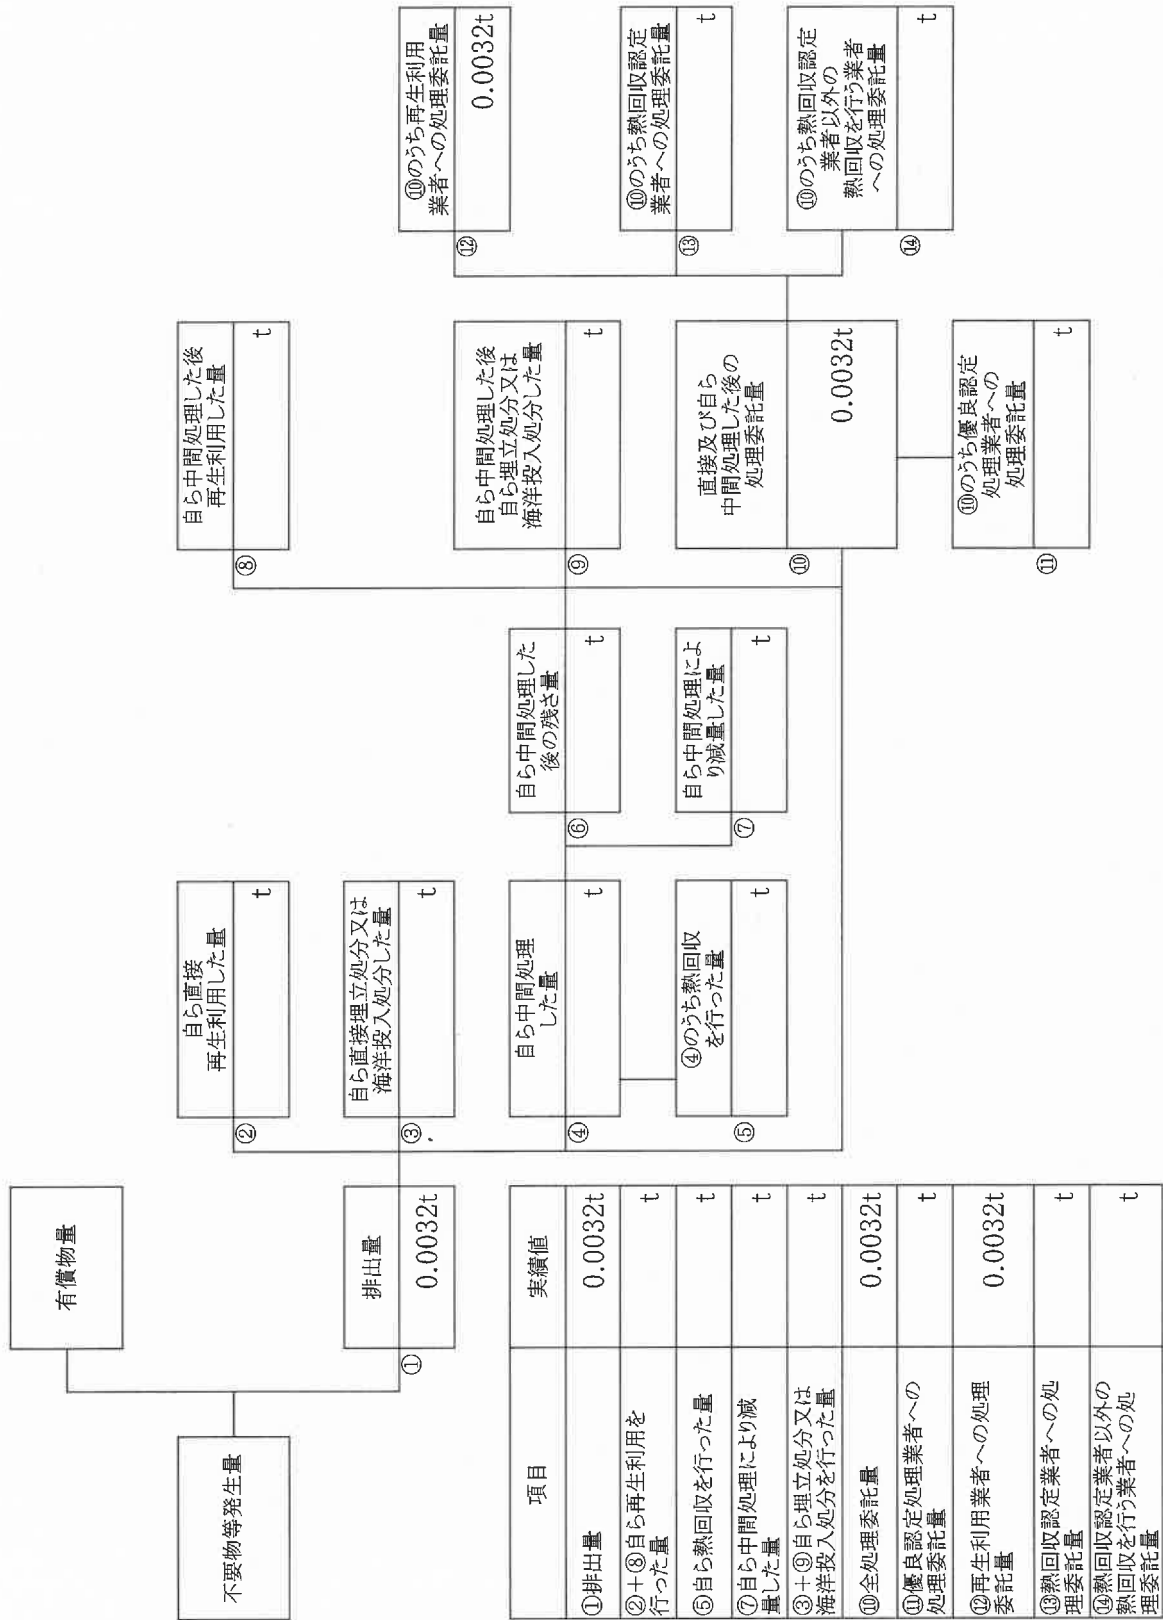 不要物等発生量
有償物量
①
排出量
0.0032t
②
自ら直接
再生利用した量
t
③
自ら直接埋立処分又は
海洋投入処分した量
t
④
自ら中間処理
した量
t
⑤
④のうち熱回収
を行った量
t
⑥
自ら中間処理した
後の残さ量
t
⑦
自ら中間処理によ
り減量した量
t
⑧
自ら中間処理した後
再生利用した量
t
⑨
自ら中間処理した後
自ら埋立処分又は
海洋投入処分した量
t
⑩
直接及び自ら
中間処理した後の
処理委託量
0.0032t
⑪
⑩のうち優良認定
処理業者への
処理委託量
t
⑫
⑩のうち再生利用
業者への処理委託量
0.0032t
⑬
⑩のうち熱回収認定
業者への処理委託量
t
⑭
⑩のうち熱回収認定
業者以外の
熱回収を行う業者
への処理委託量
t
項目 実績値
①排出量 0.0032t
②+⑧自ら再生利用を
行った量 t
⑤自ら熱回収を行った量 t
⑦自ら中間処理により減
量した量 t
③+⑨自ら埋立処分又は
海洋投入処分を行った量 t
⑩全処理委託量 0.0032t
⑪優良認定処理業者への
処理委託量 t
⑫再生利用業者への処理
委託量 0.0032t
⑬熱回収認定業者への処
理委託量 t
⑭熱回収認定業者以外の
熱回収を行う業者への処
理委託量 t